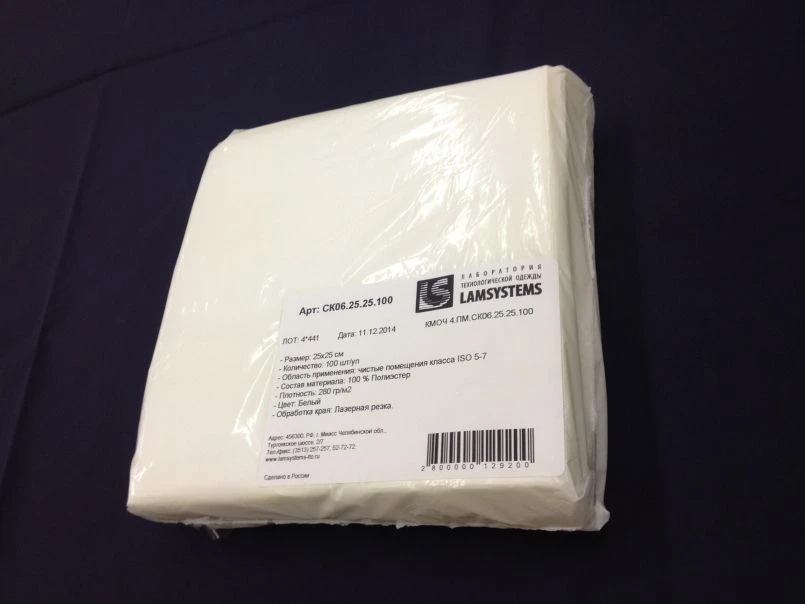 ЛАБОРАТОРИЯ
ТЕХНОЛОГИЧЕСКОЙ ОДЕЖДЫ
LAMSYSTEMS
Арт: СК06.25.25.100
КМОЧ 4.ПМ.СК06.25.25.100
ЛОТ: 4*441 Дата: 11.12.2014
- Размер: 25х25 см
- Количество: 100 шт/уп
- Область применения: чистые помещения класса ISO 5-7
- Состав материала: 100 % Полиэстер
- Плотность: 280 гр/м2
- Цвет: Белый
- Обработка края: Лазерная резка.
Адрес: 456300, РФ, г. Миасс Челябинской обл.,
Тургоякское шоссе, 2/7
Тел./факс: (3513) 257-257, 52-72-72,
www.lamsystems-lto.ru
Сделано в России
2 800000 129200